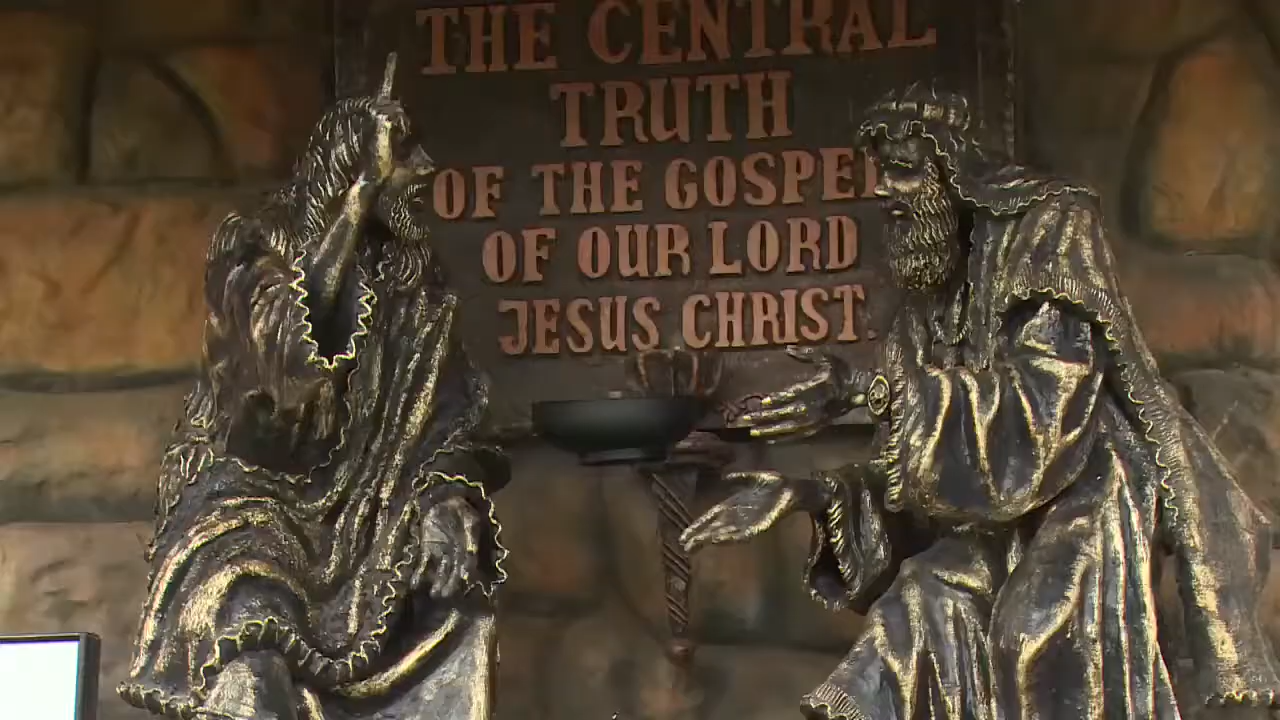 THE CENTRAL
TRUTH
OF THE GOSPEL
OF OUR LORD
JESUS CHRIST.